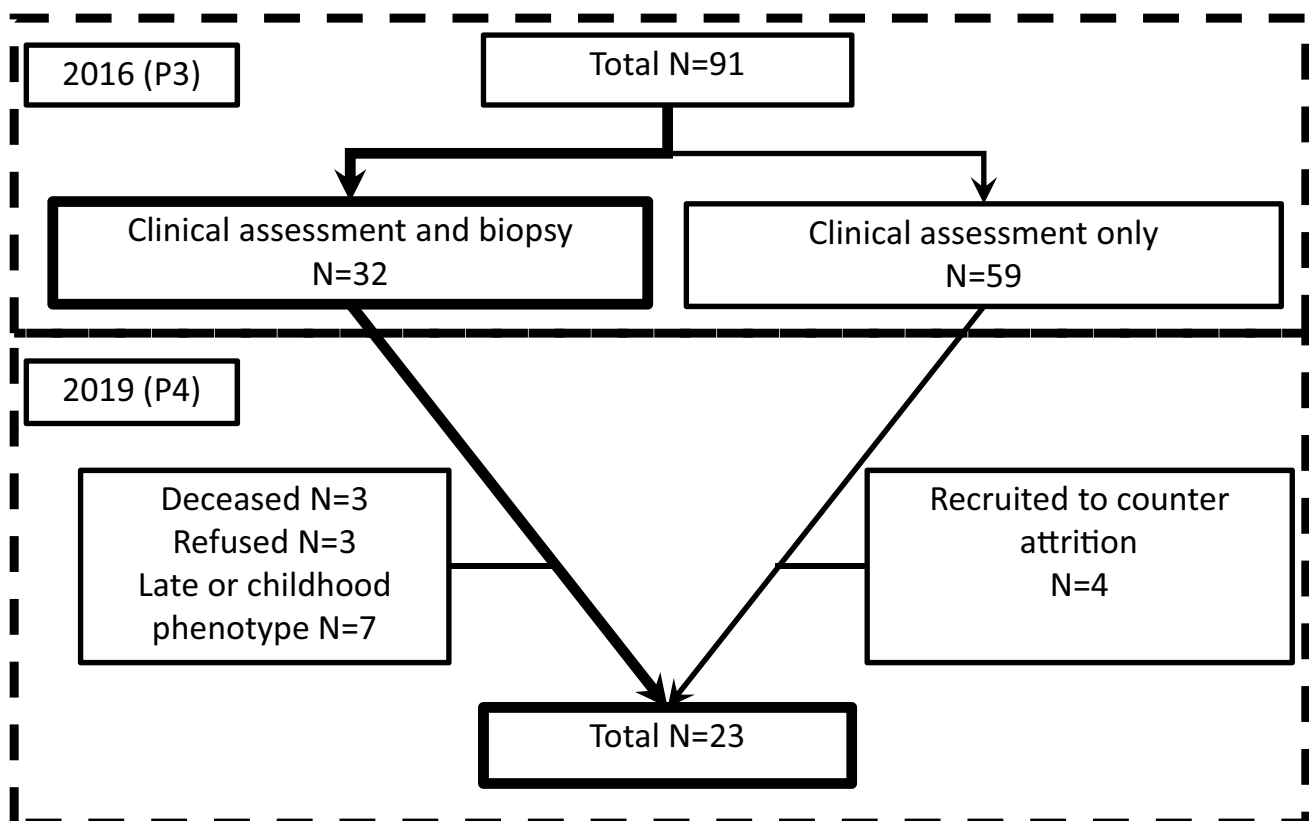 2016 (P3)
Total N=91
Clinical assessment and biopsy
N=32
Clinical assessment only
N=59
2019 (P4)
Deceased N=3
Refused N=3
Late or childhood
phenotype N=7
Recruited to counter
attrition
N=4
Total N=23